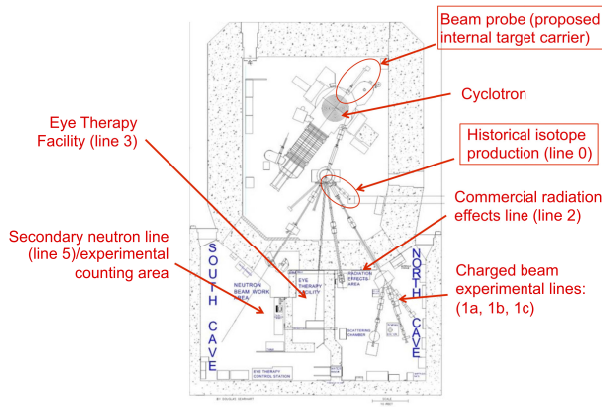 Beam probe (proposed
internal target carrier)
Cyclotron
Eye Therapy
Facility (line 3)
Historical isotope
production (line 0)
Commercial radiation
effects line (line 2)
Secondary neutron line
(line 5)/experimental
counting area
Charged beam
experimental lines:
(1a, 1b, 1c)
SOUTH CAVE
NORTH CAVE
NEUTRON
BEAM WORK
AREA
EYE
THERAPY
FACILITY
RADIATION
EFFECTS
AREA
SCATTERING
CHAMBER
EYE THERAPY
CONTROL STATION
SCALE